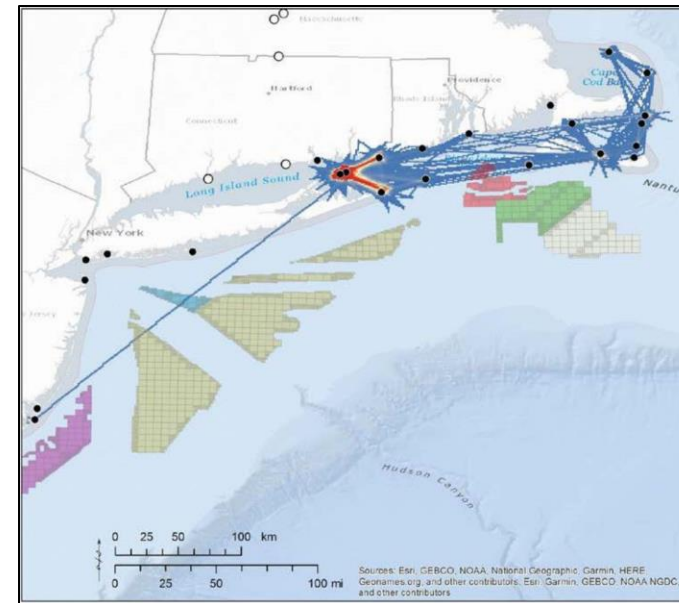 Massachusetts
Cape
Cod Bay
Hartford
Providence
Rhode Island
Connecticut
Long Island Sound
New York
Jersey
Nantu
Hudson Canyon
0 25 50 100 km
0 25 50 100 mi
Sources: Esri, GEBCO, NOAA, National Geographic, Garmin, HERE
Geonames.org, and other contributors, Esri, Garmin, GEBCO, NOAA NGDC,
and other contributors